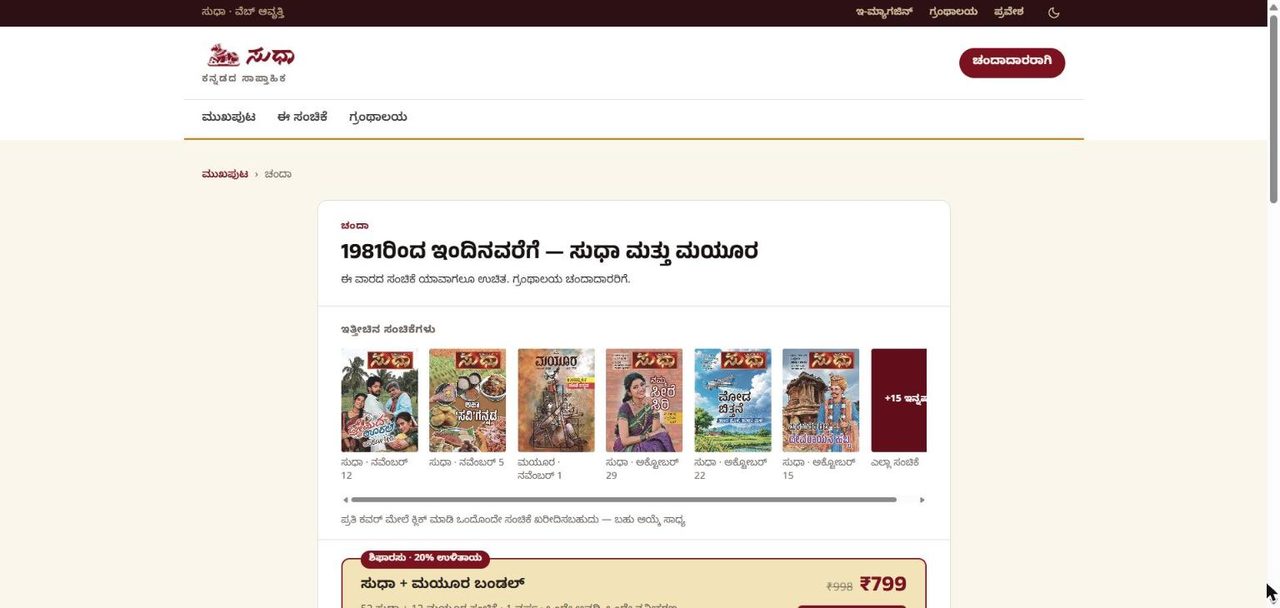 ಸುಧಾ · ವೆಬ್ ಆವೃತ್ತಿ
ಇ-ಮ್ಯಾಗಜಿನ್ ಗ್ರಂಥಾಲಯ ಪ್ರವೇಶ
ಸುಧಾ
ಕನ್ನಡದ ಸಾಪ್ತಾಹಿಕ
ಚಂದಾದಾರರಾಗಿ
ಮುಖಪುಟ ಈ ಸಂಚಿಕೆ ಗ್ರಂಥಾಲಯ
ಮುಖಪುಟ › ಚಂದಾ
ಚಂದಾ
1981ರಿಂದ ಇಂದಿನವರೆಗೆ — ಸುಧಾ ಮತ್ತು ಮಯೂರ
ಈ ವಾರದ ಸಂಚಿಕೆ ಯಾವಾಗಲೂ ಉಚಿತ. ಗ್ರಂಥಾಲಯ ಚಂದಾದಾರರಿಗೆ.
ಇತ್ತೀಚಿನ ಸಂಚಿಕೆಗಳು
ಸುಧಾ ಸುಧಾ ಮಯೂರ ಸುಧಾ ಸುಧಾ ಸುಧಾ
ಮೋಡ
ಬಿತ್ತನೆ
ಸುಧಾ · ನವೆಂಬರ್ 12
ಸುಧಾ · ನವೆಂಬರ್ 5
ಮಯೂರ · ನವೆಂಬರ್ 1
ಸುಧಾ · ಅಕ್ಟೋಬರ್ 29
ಸುಧಾ · ಅಕ್ಟೋಬರ್ 22
ಸುಧಾ · ಅಕ್ಟೋಬರ್ 15
+15
ಎಲ್ಲಾ ಸಂಚಿಕೆ
ಪ್ರತಿ ಕವರ್ ಮೇಲೆ ಕ್ಲಿಕ್ ಮಾಡಿ ಒಂದೊಂದೇ ಸಂಚಿಕೆ ಖರೀದಿಸಬಹುದು — ಬಹು ಆಯ್ಕೆ ಸಾಧ್ಯ
ಶಿಫಾರಸು · 20% ಉಳಿತಾಯ
ಸುಧಾ + ಮಯೂರ ಬಂಡಲ್
₹998 ₹799